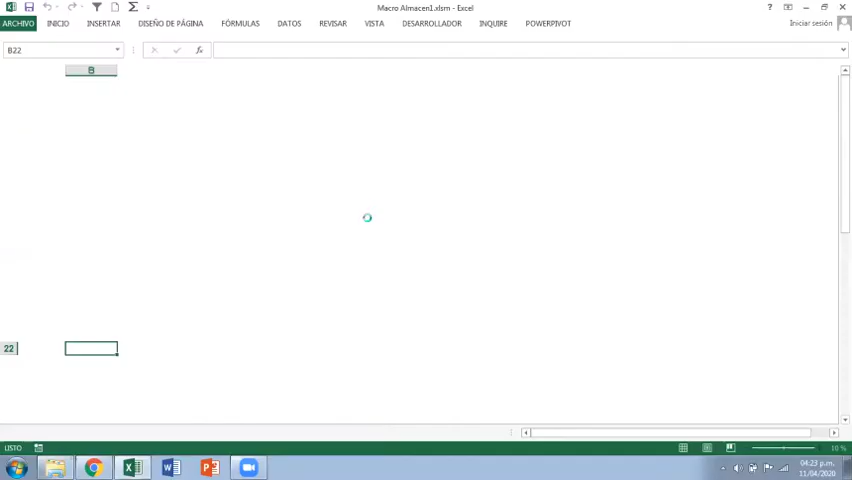 Macro Almacen1.xlsm - Excel
ARCHIVO INICIO INSERTAR DISEÑO DE PÁGINA FÓRMULAS DATOS REVISAR VISTA DESARROLLADOR INQUIRE POWERPIVOT Iniciar sesión
B22
B
22
LISTO 10 %
04:23 p.m.
11/04/2020